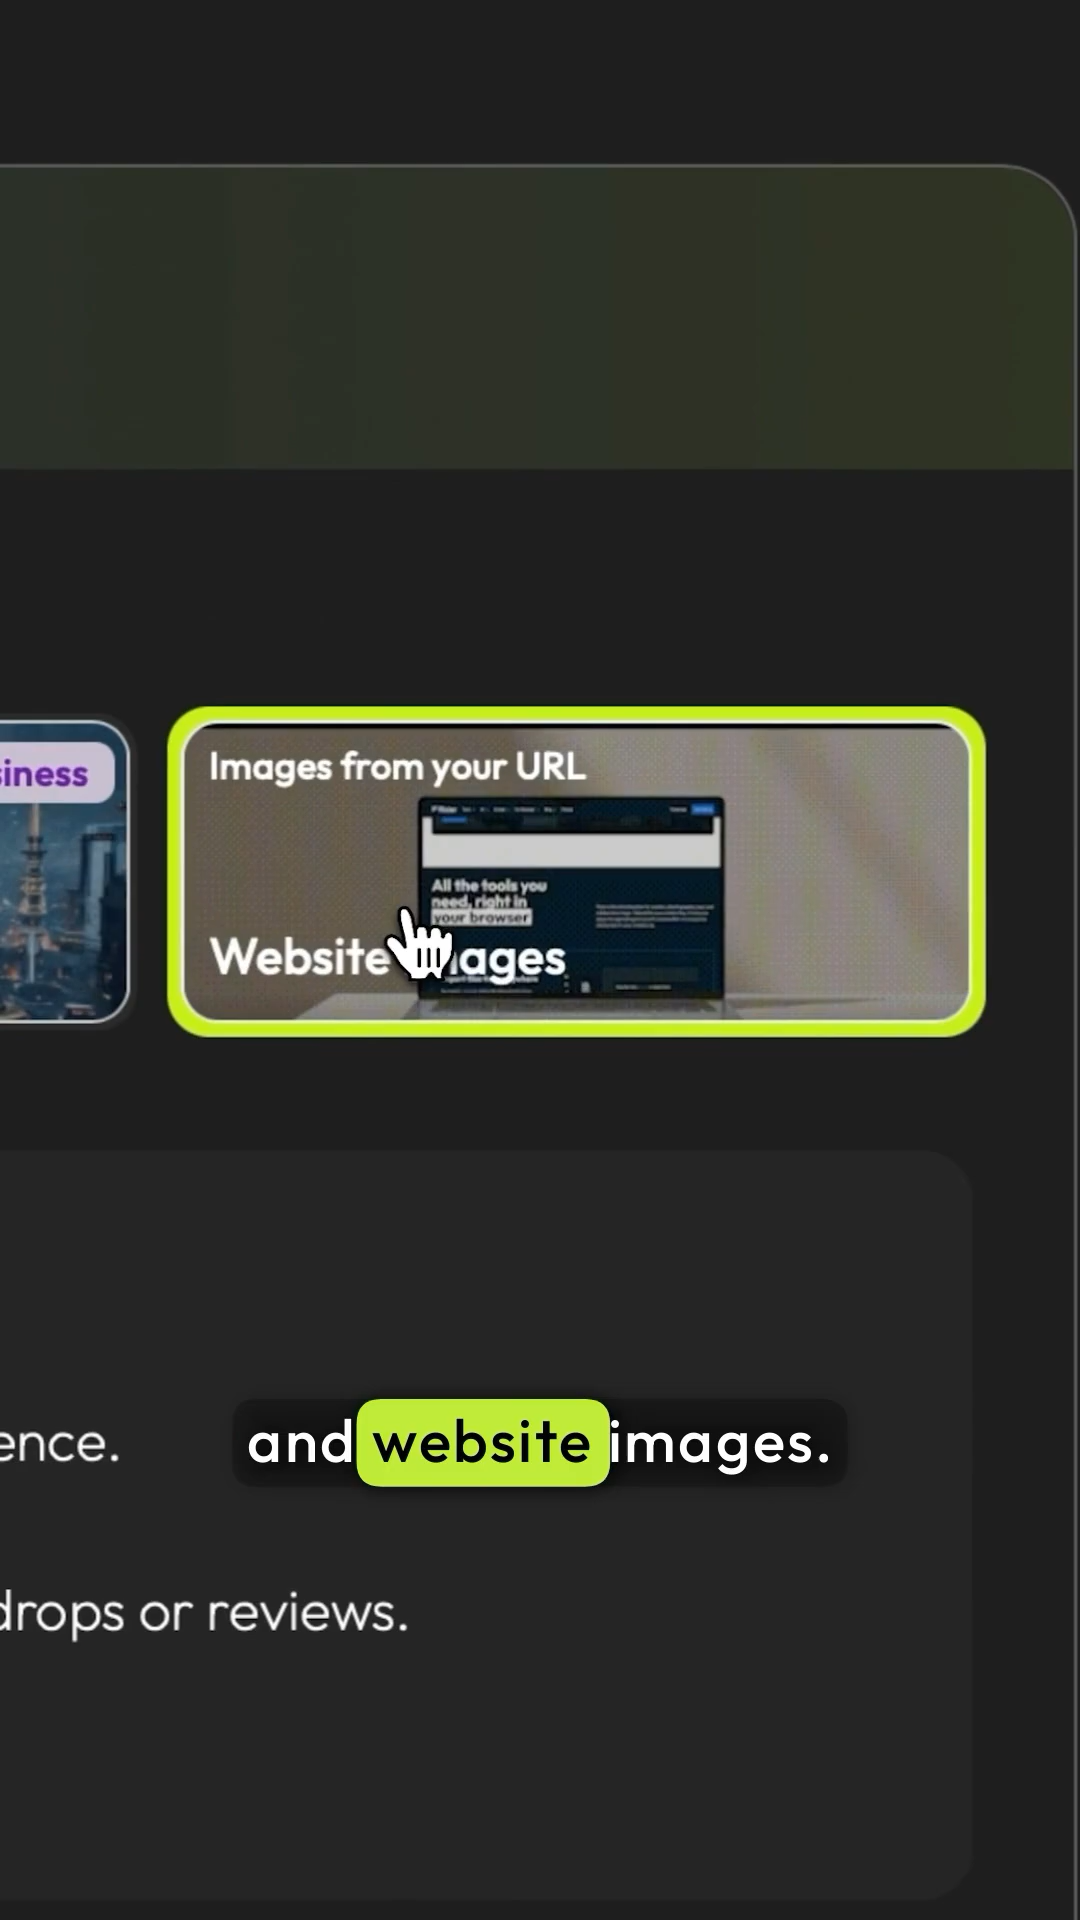 siness
Images from your URL
All the tools you
need, right in
your browser
Website
ages
and website images.
ence.
drops or reviews.